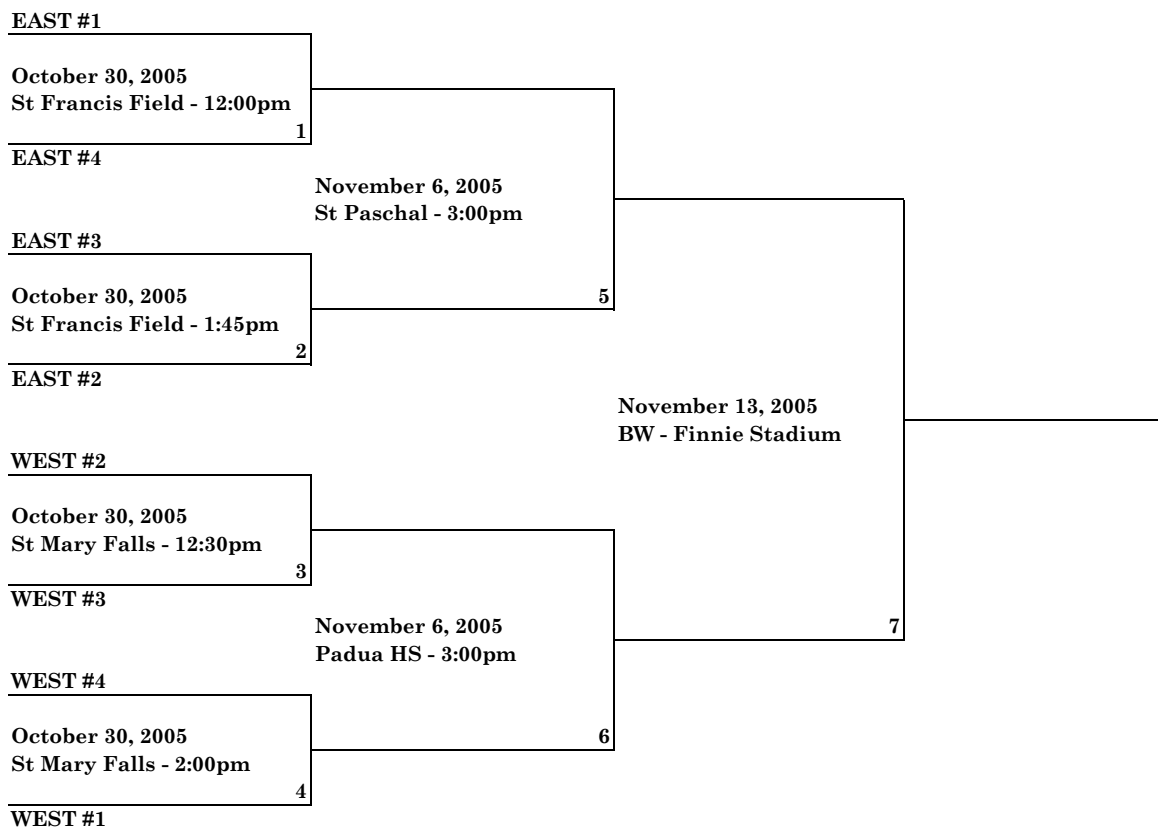 EAST #1
October 30, 2005
St Francis Field - 12:00pm
1
EAST #4
November 6, 2005
St Paschal - 3:00pm
EAST #3
October 30, 2005
5
St Francis Field - 1:45pm
2
EAST #2
November 13, 2005
BW - Finnie Stadium
WEST #2
October 30, 2005
St Mary Falls - 12:30pm
3
WEST #3
November 6, 2005
7
Padua HS - 3:00pm
WEST #4
October 30, 2005
6
St Mary Falls - 2:00pm
4
WEST #1